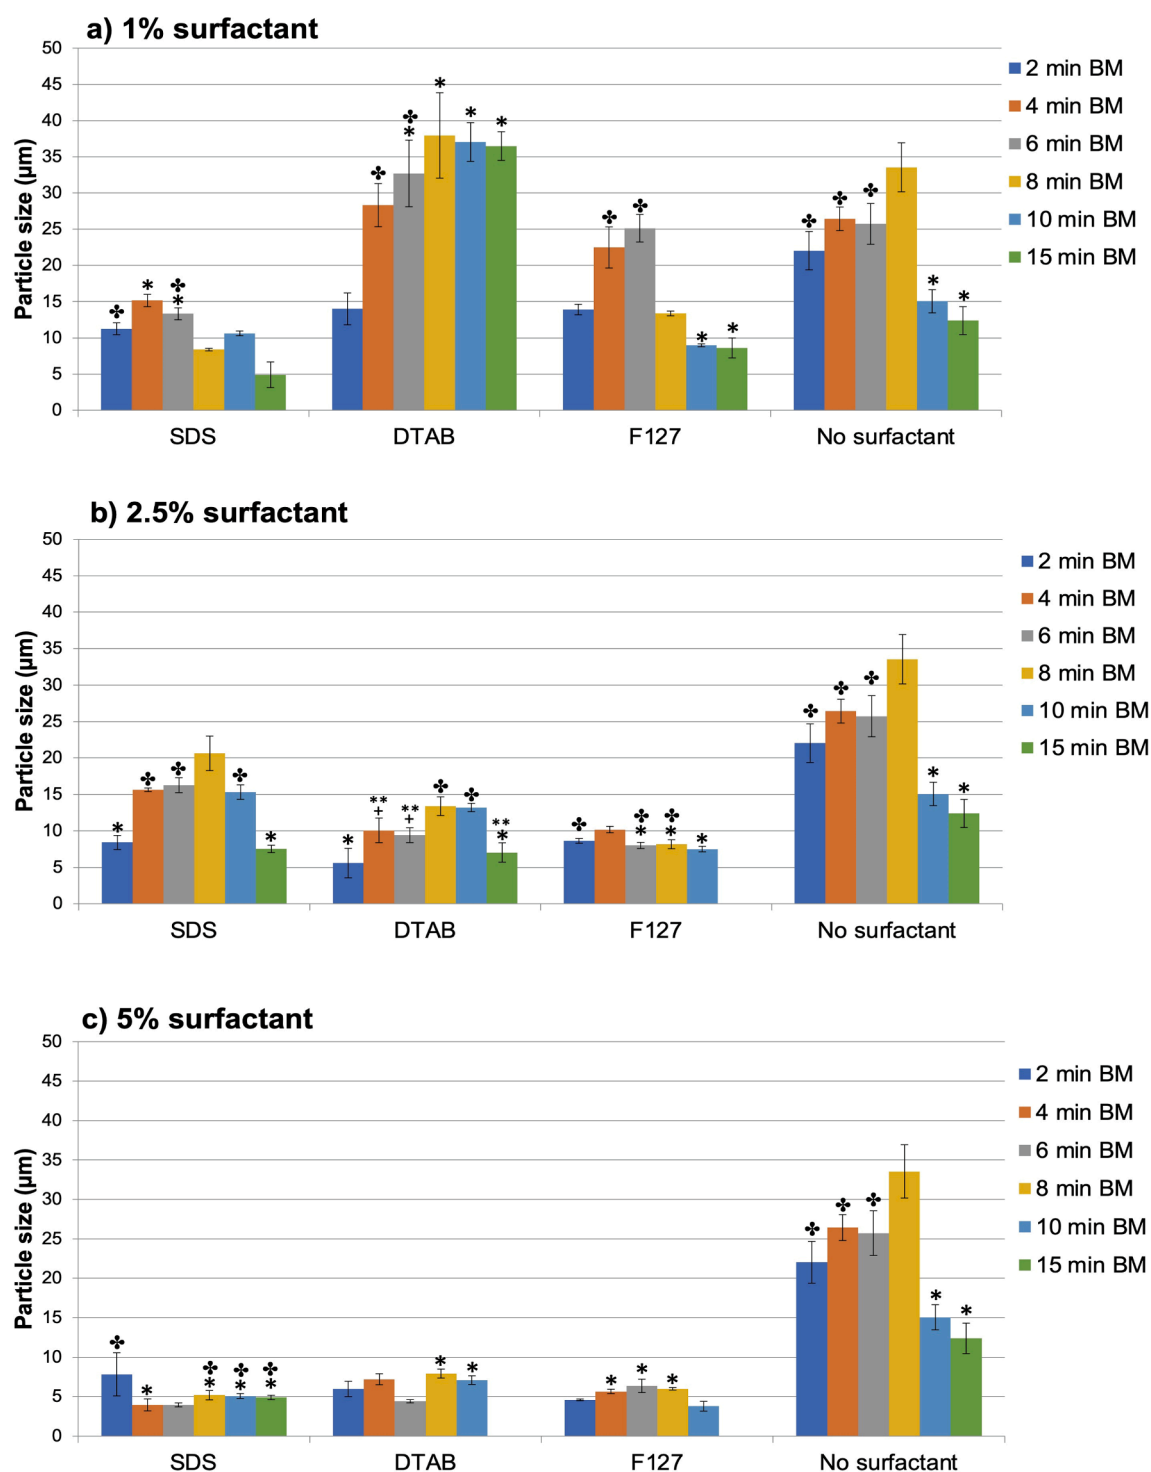 a) 1% surfactant
Particle size (µm)
50
45
40
35
30
25
20
15
10
5
0
SDS
DTAB
F127
No surfactant
2 min BM
4 min BM
6 min BM
8 min BM
10 min BM
15 min BM
b) 2.5% surfactant
Particle size (µm)
50
45
40
35
30
25
20
15
10
5
0
SDS
DTAB
F127
No surfactant
2 min BM
4 min BM
6 min BM
8 min BM
10 min BM
15 min BM
c) 5% surfactant
Particle size (µm)
50
45
40
35
30
25
20
15
10
5
0
SDS
DTAB
F127
No surfactant
2 min BM
4 min BM
6 min BM
8 min BM
10 min BM
15 min BM